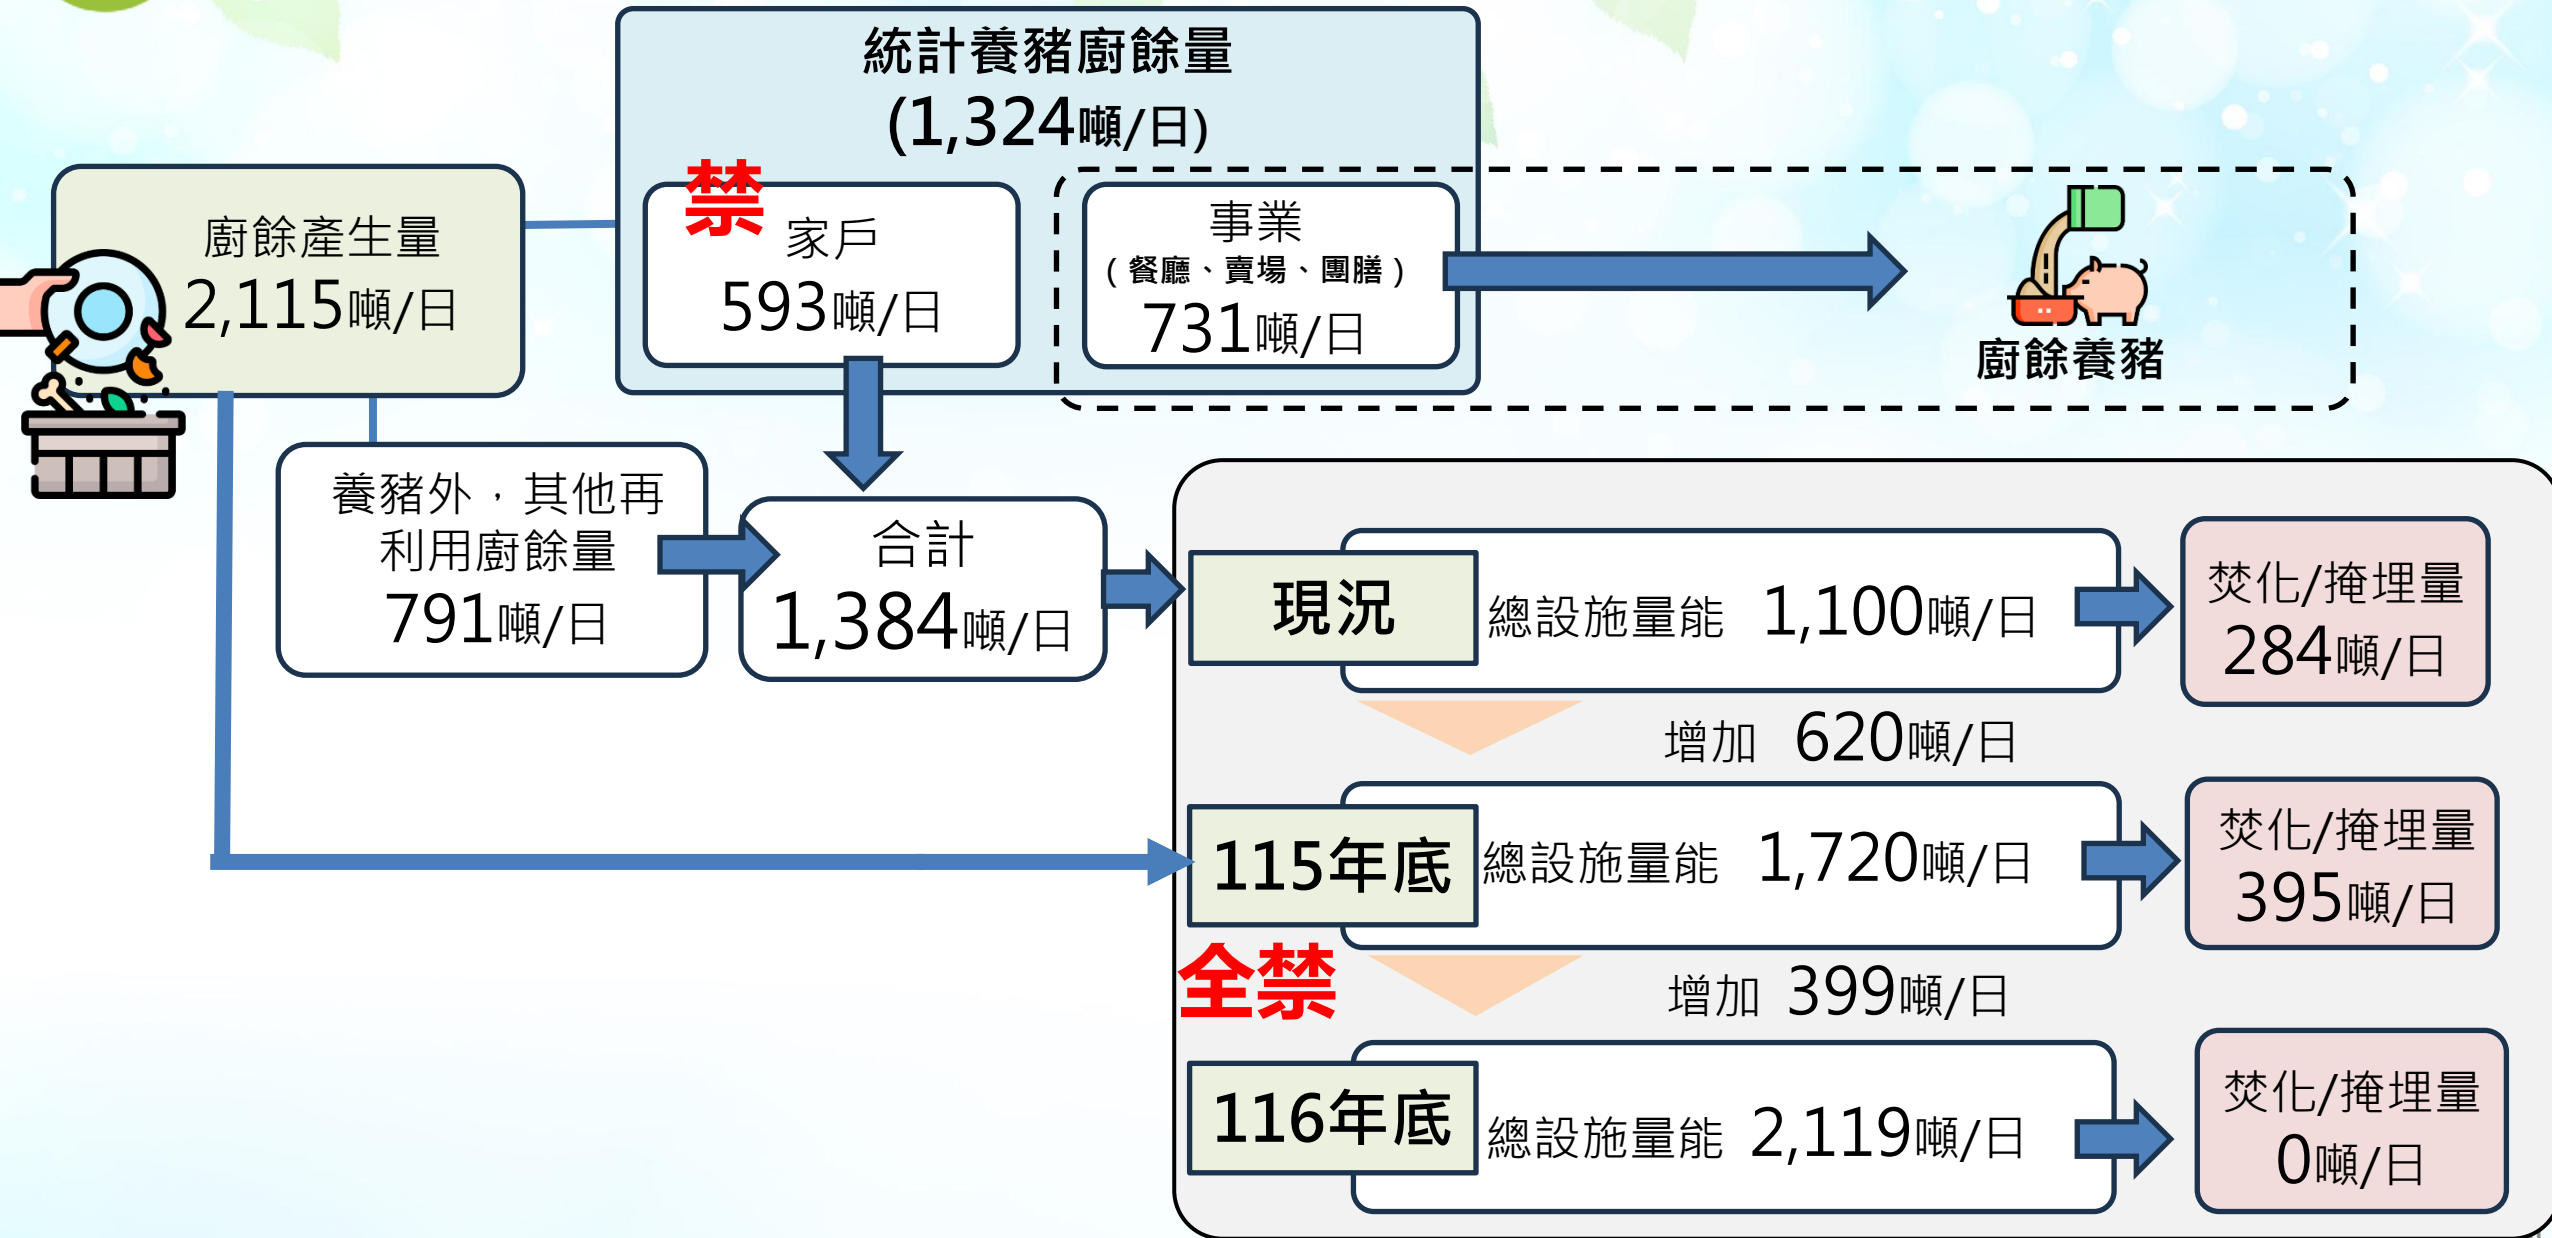 統計養豬廚餘量
(1,324噸/日)
廚餘產生量
2,115噸/日
禁
家戶
593噸/日
事業
（餐廳、賣場、團膳）
731噸/日
廚餘養豬
養豬外，其他再
利用廚餘量
791噸/日
合計
1,384噸/日
現況
總設施量能 1,100噸/日
焚化/掩埋量
284噸/日
增加 620噸/日
115年底
總設施量能 1,720噸/日
焚化/掩埋量
395噸/日
全禁
增加 399噸/日
116年底
總設施量能 2,119噸/日
焚化/掩埋量
0噸/日